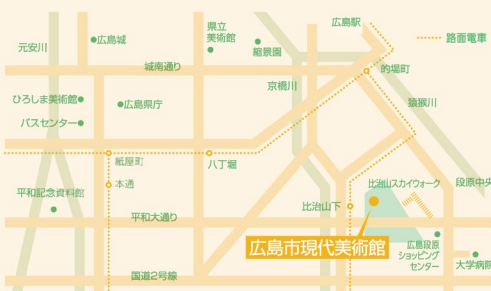 広島駅
路面電車
元安川
広島城
県立
美術館
縮景園
城南通り
的場町
京橋川
ひろしま美術館
広島県庁
猿猴川
バスセンター
紙屋町
八丁堀
本通
平和記念資料館
比治山スカイウォーク
段原中央
比治山下
平和大通り
広島市現代美術館
広島段原
ショッピング
センター
大学病院
国道2号線